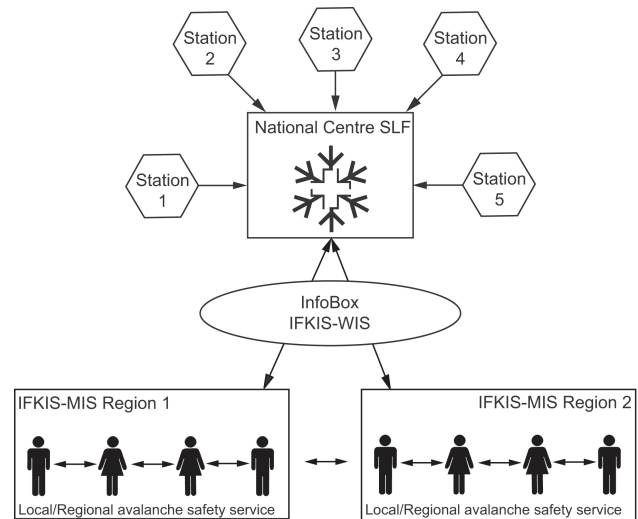 Station
2
Station
3
Station
4
National Centre SLF
Station
1
Station
5
InfoBox
IFKIS-WIS
IFKIS-MIS Region 1
Local/Regional avalanche safety service
IFKIS-MIS Region 2
Local/Regional avalanche safety service